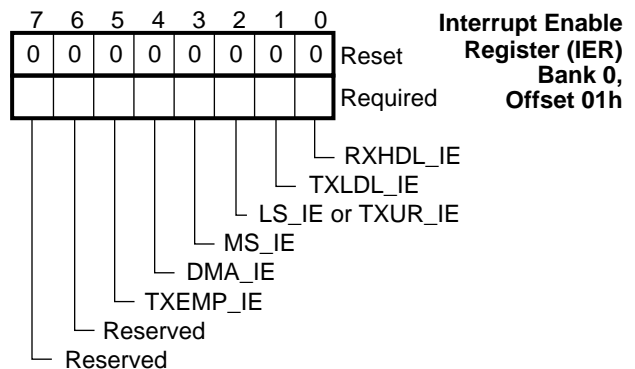 7 6 5 4 3 2 1 0
Interrupt Enable
Register (IER)
Bank 0,
Offset 01h
0 0 0 0 0 0 0 0 Reset
Required
RXHDL_IE
TXLDL_IE
LS_IE or TXUR_IE
MS_IE
DMA_IE
TXEMP_IE
Reserved
Reserved